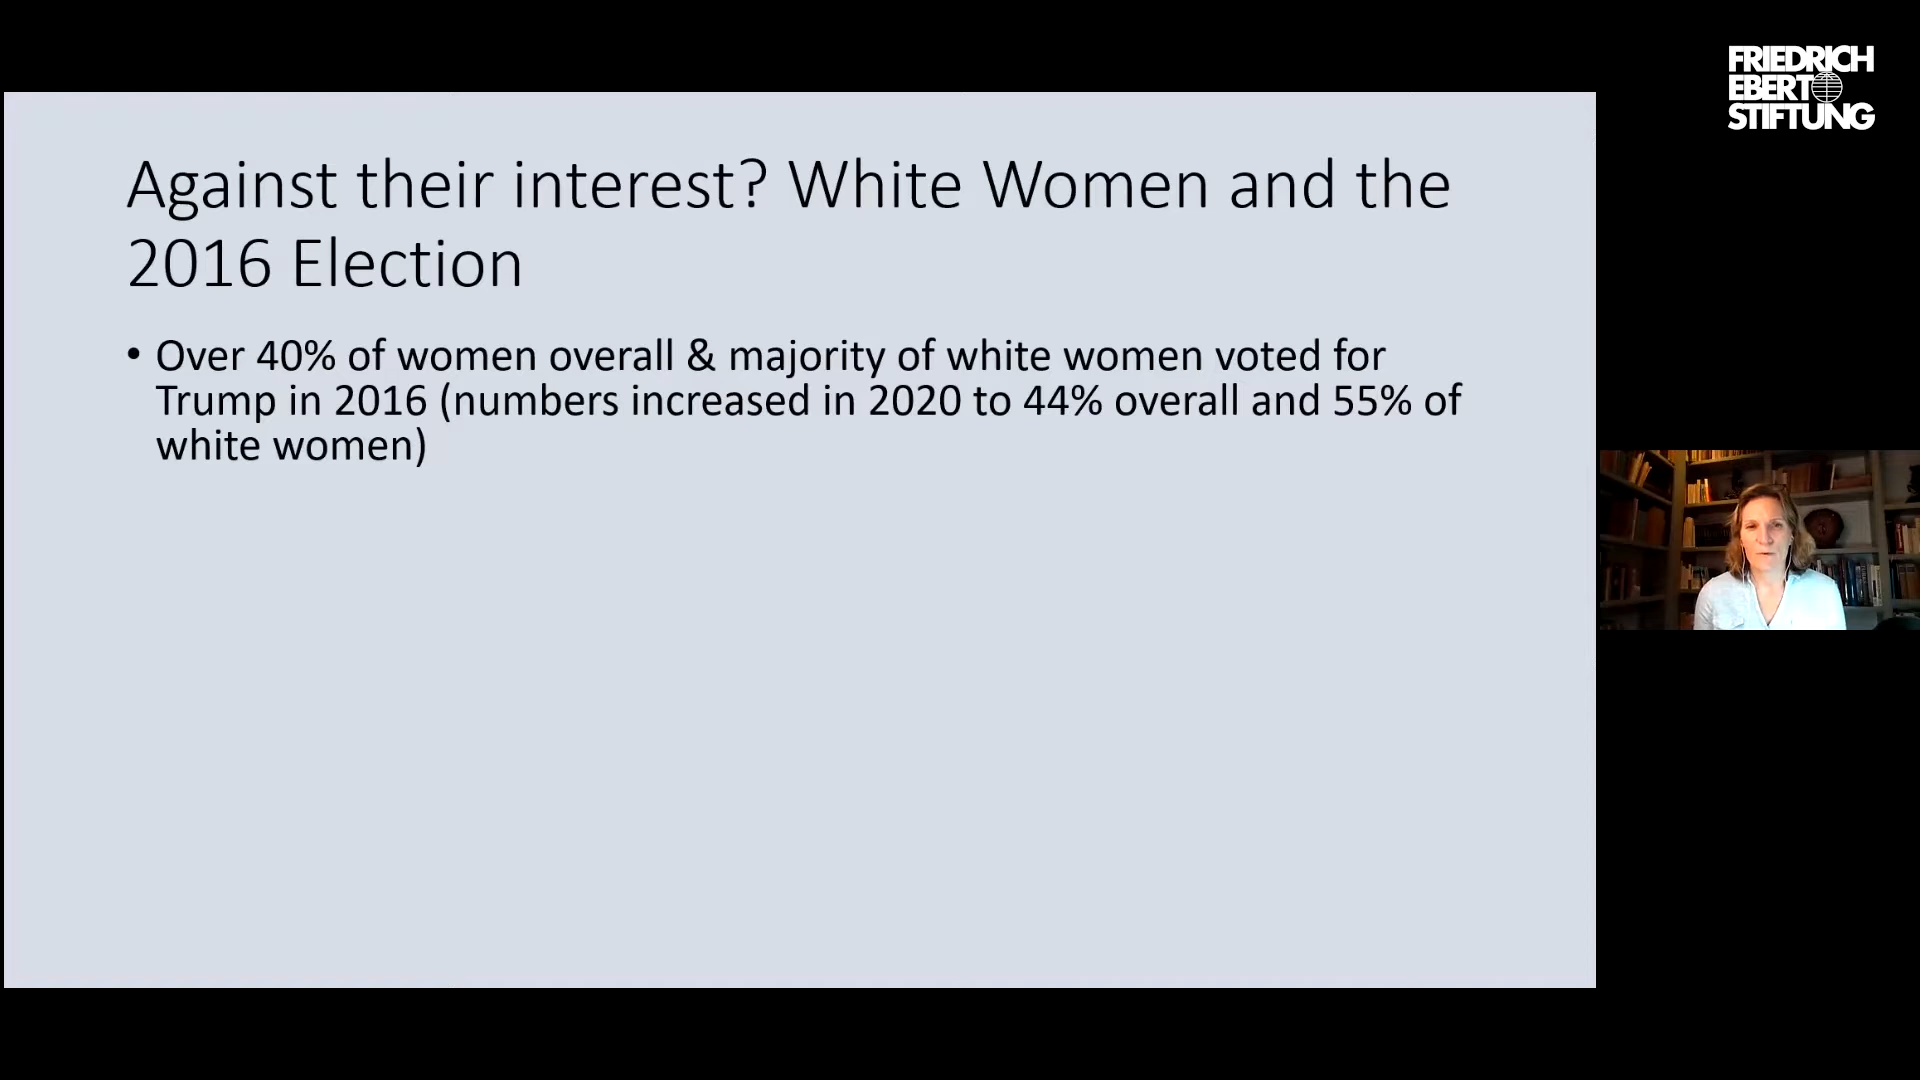 FRIEDRICH
EBERT
STIFTUNG
Against their interest? White Women and the
2016 Election
• Over 40% of women overall & majority of white women voted for
Trump in 2016 (numbers increased in 2020 to 44% overall and 55% of
white women)